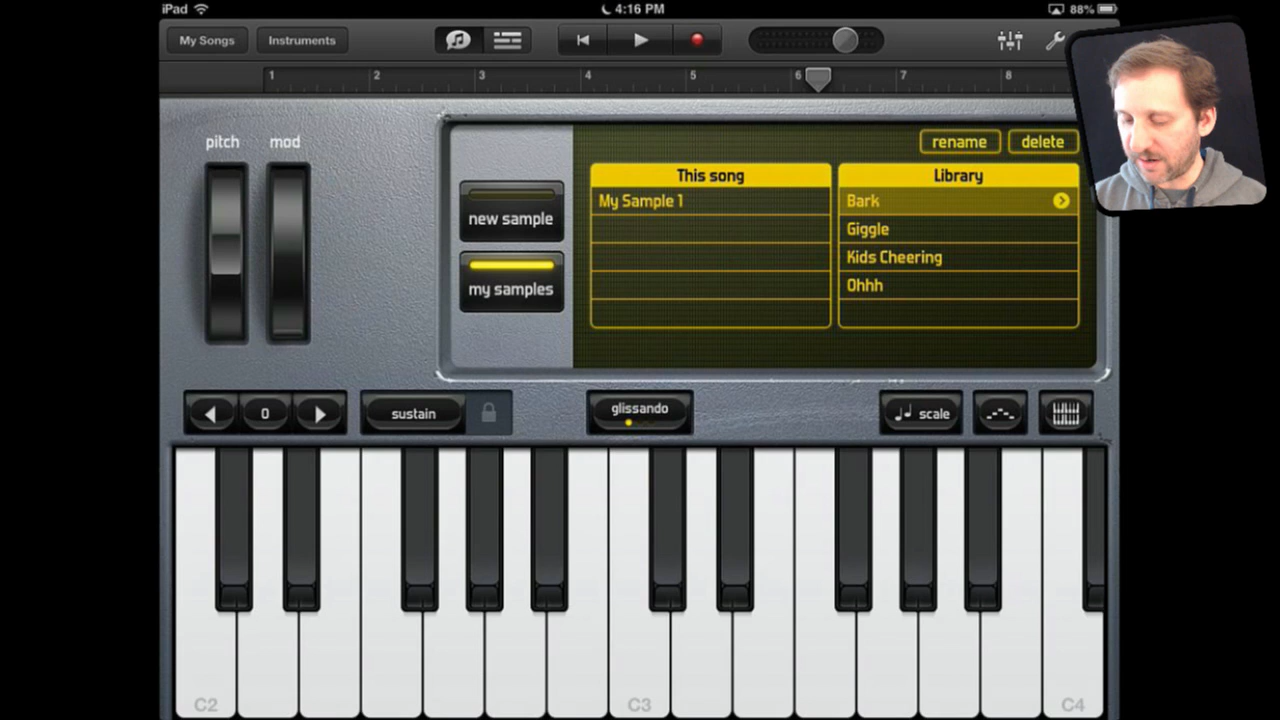 iPad 4:16 PM 88%
My Songs Instruments
1 2 3 4 5 6 7 8
pitch mod
rename delete
This song Library
new sample
My Sample 1 Bark
Giggle
my samples
Kids Cheering
Ohhh
0 sustain glissando scale
C2 C3 C4